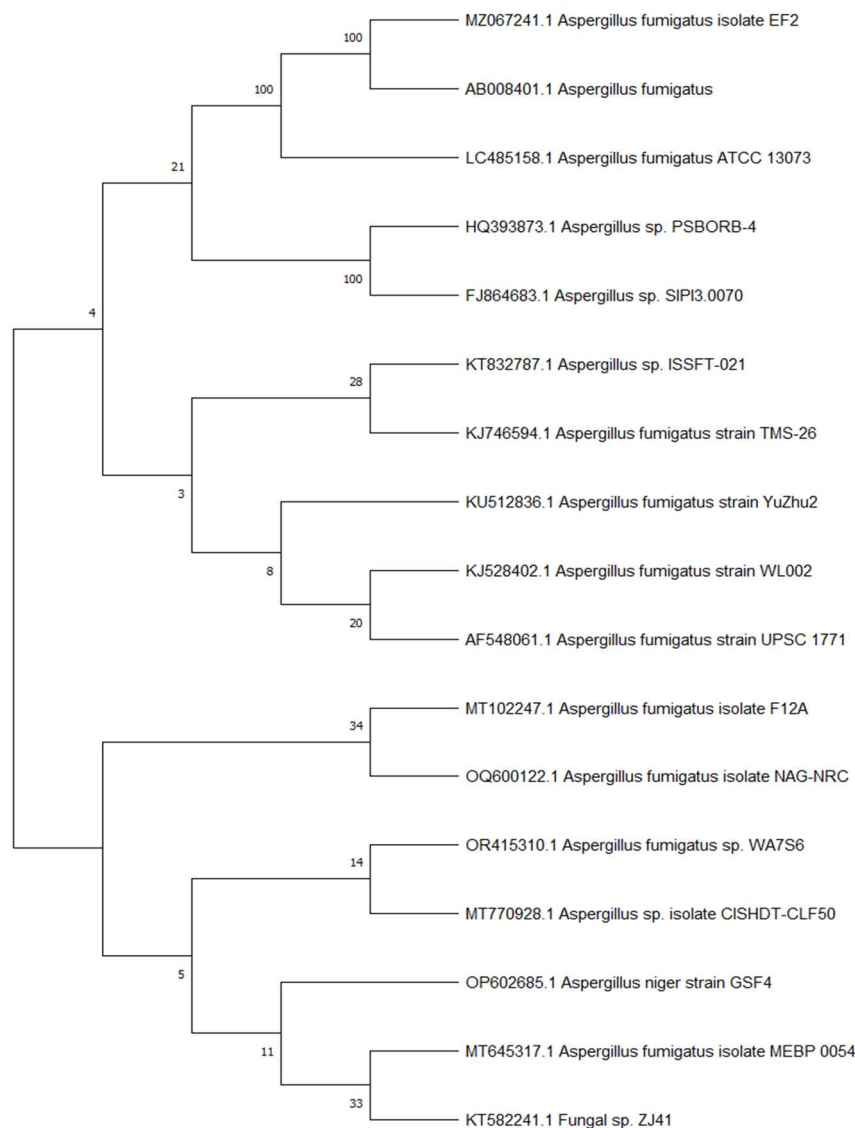 MZ067241.1 Aspergillus fumigatus isolate EF2
100
AB008401.1 Aspergillus fumigatus
100
LC485158.1 Aspergillus fumigatus ATCC 13073
21
HQ393873.1 Aspergillus sp. PSBORB-4
100
FJ864683.1 Aspergillus sp. SIPI3.0070
4
KT832787.1 Aspergillus sp. ISSFT-021
28
KJ746594.1 Aspergillus fumigatus strain TMS-26
3
KU512836.1 Aspergillus fumigatus strain YuZhu2
8
KJ528402.1 Aspergillus fumigatus strain WL002
20
AF548061.1 Aspergillus fumigatus strain UPSC 1771
MT102247.1 Aspergillus fumigatus isolate F12A
34
OQ600122.1 Aspergillus fumigatus isolate NAG-NRC
OR415310.1 Aspergillus fumigatus sp. WA7S6
14
MT770928.1 Aspergillus sp. isolate CISHDT-CLF50
5
OP602685.1 Aspergillus niger strain GSF4
11
MT645317.1 Aspergillus fumigatus isolate MEBP 0054
33
KT582241.1 Fungal sp. ZJ41